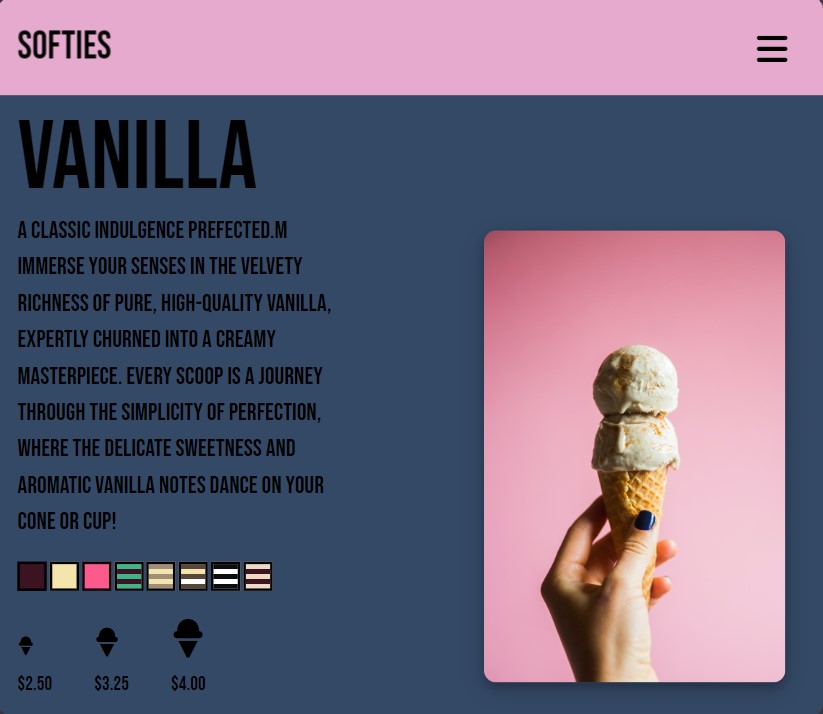 SOFTIES
VANILLA
A CLASSIC INDULGENCE PREFECTED.M
IMMERSE YOUR SENSES IN THE VELVETY
RICHNESS OF PURE, HIGH-QUALITY VANILLA,
EXPERTLY CHURNED INTO A CREAMY
MASTERPIECE. EVERY SCOOP IS A JOURNEY
THROUGH THE SIMPLICITY OF PERFECTION,
WHERE THE DELICATE SWEETNESS AND
AROMATIC VANILLA NOTES DANCE ON YOUR
CONE OR CUP!
$2.50 $3.25 $4.00